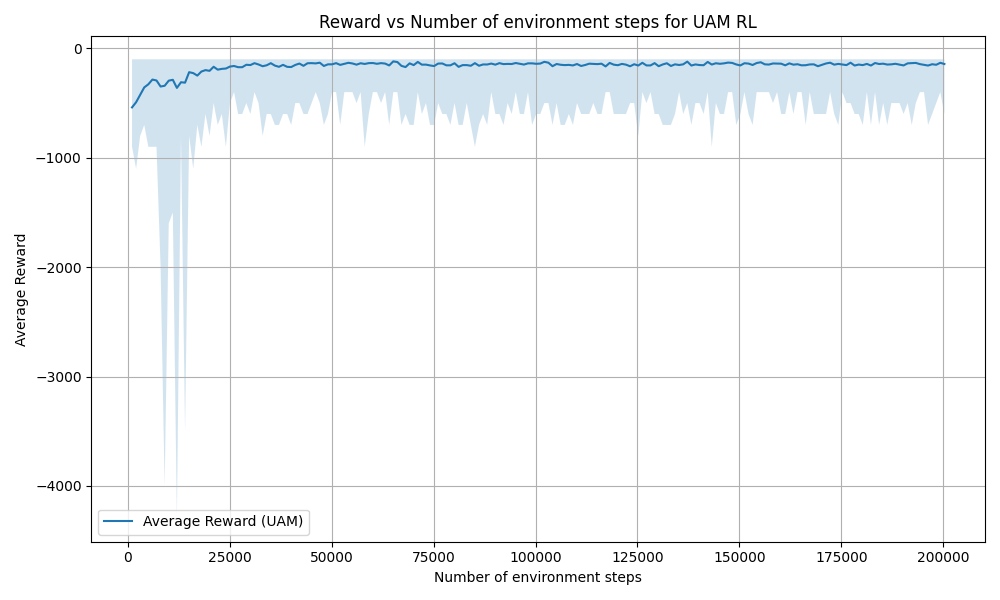 Reward vs Number of environment steps for UAM RL
Average Reward
0
−1000
−2000
−3000
−4000
Average Reward (UAM)
0 25000 50000 75000 100000 125000 150000 175000 200000
Number of environment steps